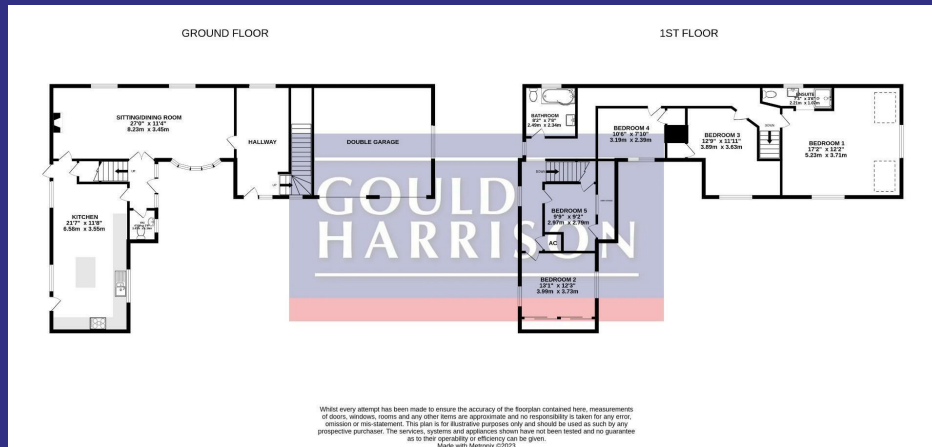 GROUND FLOOR
1ST FLOOR
SITTING/DINING ROOM
27'0" x 11'4"
8.23m x 3.45m
HALLWAY
DOUBLE GARAGE
UP
UP
KITCHEN
21'7" x 11'8"
6.58m x 3.55m
BATHROOM
8'2" x 7'8"
2.49m x 2.34m
BEDROOM 4
10'6" x 7'10"
3.19m x 2.39m
BEDROOM 3
12'9" x 11'11"
3.89m x 3.63m
ENSUITE
DOWN
BEDROOM 1
17'2" x 12'2"
5.23m x 3.71m
DOWN
BEDROOM 5
9'9" x 9'2"
2.97m x 2.79m
AC
BEDROOM 2
13'1" x 12'3"
3.99m x 3.73m
GOULD
HARRISON
Whilst every attempt has been made to ensure the accuracy of the floorplan contained here, measurements
of doors, windows, rooms and any other items are approximate and no responsibility is taken for any error,
omission or mis-statement. This plan is for illustrative purposes only and should be used as such by any
prospective purchaser. The services, systems and appliances shown have not been tested and no guarantee
as to their operability or efficiency can be given.
Made with Metropix ©2023